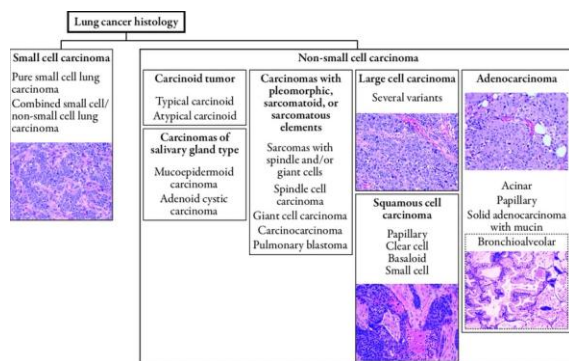 Lung cancer histology
Small cell carcinoma
Pure small cell lung
carcinoma
Combined small cell/
non-small cell lung
carcinoma
Non-small cell carcinoma
Carcinoid tumor
Typical carcinoid
Atypical carcinoid
Carcinomas of
salivary gland type
Mucoepidermoid
carcinoma
Adenoid cystic
carcinoma
Carcinomas with
pleomorphic,
sarcomatoid, or
sarcomatous
elements
Sarcomas with
spindle and/or
giant cells
Spindle cell
carcinoma
Giant cell carcinoma
Carcinocarcinoma
Pulmonary blastoma
Large cell carcinoma
Several variants
Squamous cell
carcinoma
Papillary
Clear cell
Basaloid
Small cell
Adenocarcinoma
Acinar
Papillary
Solid adenocarcinoma
with mucin
Bronchioalveolar